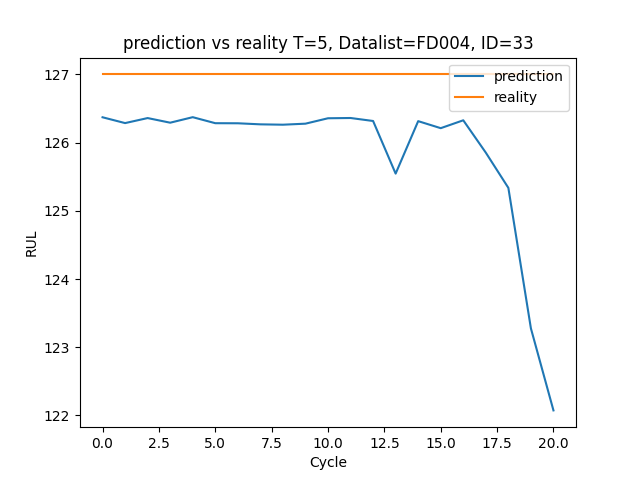 prediction vs reality T=5, Datalist=FD004, ID=33
127
126
125
124
123
122
RUL
prediction
reality
0.0 2.5 5.0 7.5 10.0 12.5 15.0 17.5 20.0
Cycle